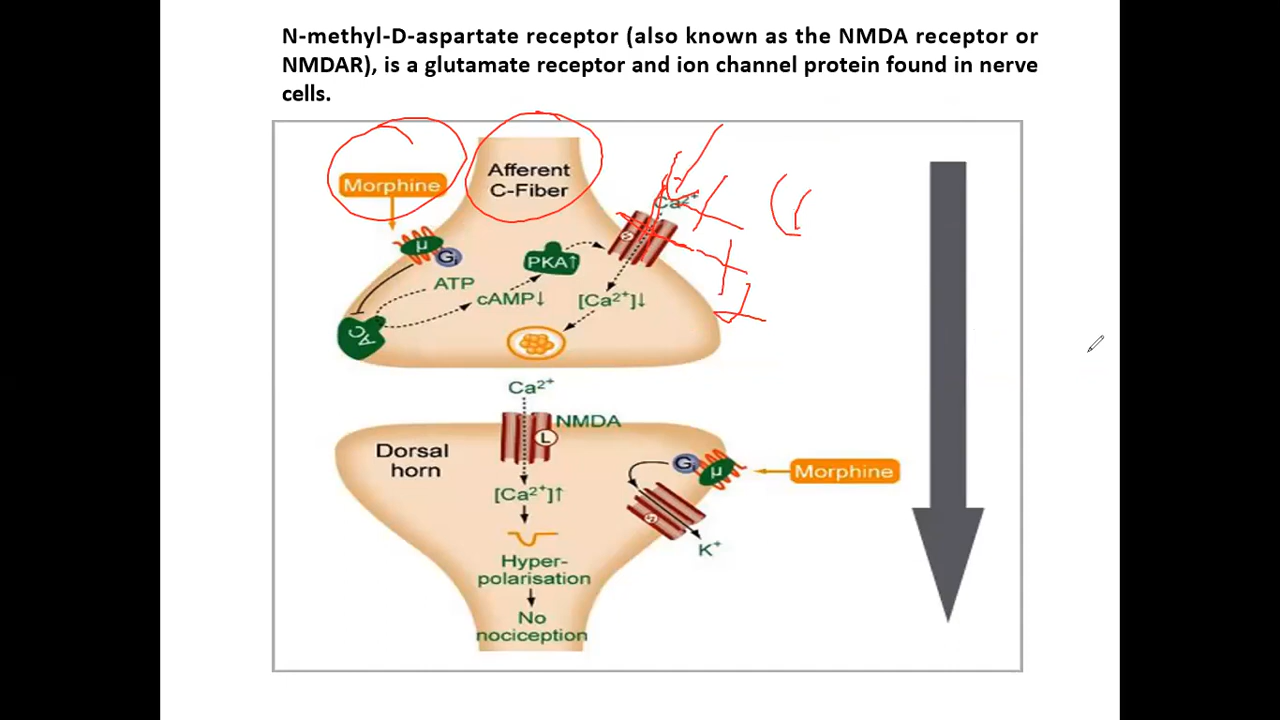 N-methyl-D-aspartate receptor (also known as the NMDA receptor or
NMDAR), is a glutamate receptor and ion channel protein found in nerve
cells.
Morphine
Afferent
C-Fiber
Ca²⁺
μ
Gᵢ
PKA↑
ATP
cAMP↓
[Ca²⁺]↓
AC
Ca²⁺
NMDA
L
Dorsal
horn
Gᵢ
μ
Morphine
[Ca²⁺]↑
K⁺
Hyper-
polarisation
No
nociception